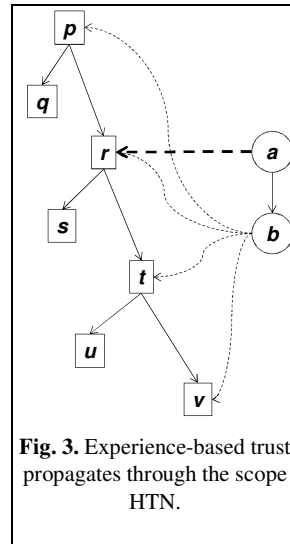 p
q
r
a
s
b
t
u
v
Fig. 3. Experience-based trust
propagates through the scope
HTN.